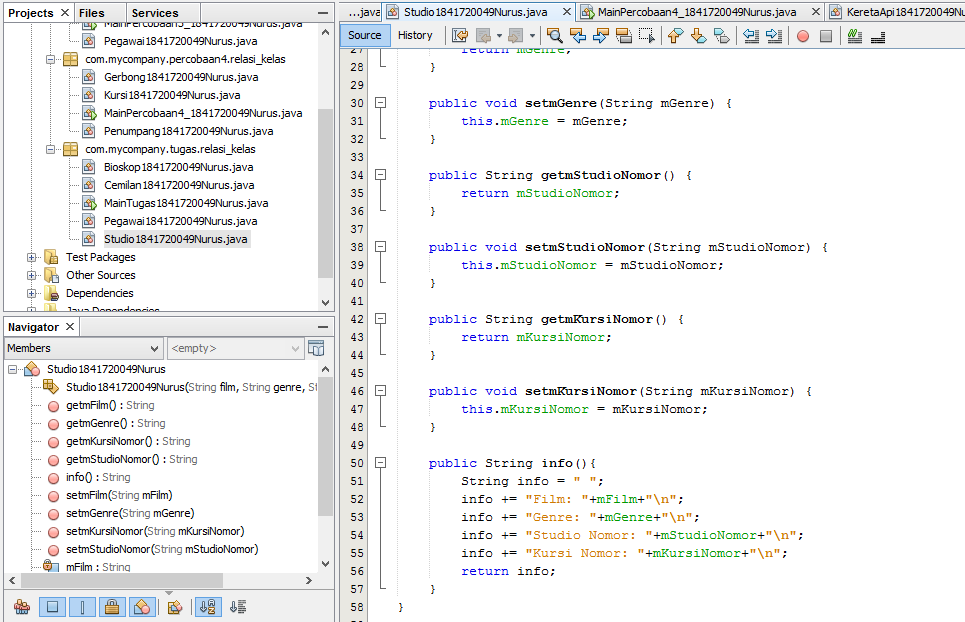 Projects × Files Services
MainPercobaan3_1841720049Nurus.java
Pegawai1841720049Nurus.java
com.mycompany.percobaan4.relasi_kelas
Gerbong1841720049Nurus.java
Kursi1841720049Nurus.java
MainPercobaan4_1841720049Nurus.java
Penumpang1841720049Nurus.java
com.mycompany.tugas.relasi_kelas
Bioskop1841720049Nurus.java
Cemilan1841720049Nurus.java
MainTugas1841720049Nurus.java
Pegawai1841720049Nurus.java
Studio1841720049Nurus.java
Test Packages
Other Sources
Dependencies
Java Dependencies
Navigator ×
Members <empty>
Studio1841720049Nurus
Studio1841720049Nurus(String film, String genre, St
getmFilm() : String
getmGenre() : String
getmKursiNomor() : String
getmStudioNomor() : String
info() : String
setmFilm(String mFilm)
setmGenre(String mGenre)
setmKursiNomor(String mKursiNomor)
setmStudioNomor(String mStudioNomor)
mFilm : String
...java Studio1841720049Nurus.java × MainPercobaan4_1841720049Nurus.java × KeretaApi1841720049Nu
Source History
27 return mGenre;
28 }
29
30 public void setmGenre(String mGenre) {
31 this.mGenre = mGenre;
32 }
33
34 public String getmStudioNomor() {
35 return mStudioNomor;
36 }
37
38 public void setmStudioNomor(String mStudioNomor) {
39 this.mStudioNomor = mStudioNomor;
40 }
41
42 public String getmKursiNomor() {
43 return mKursiNomor;
44 }
45
46 public void setmKursiNomor(String mKursiNomor) {
47 this.mKursiNomor = mKursiNomor;
48 }
49
50 public String info(){
51 String info = " ";
52 info += "Film: "+mFilm+"\n";
53 info += "Genre: "+mGenre+"\n";
54 info += "Studio Nomor: "+mStudioNomor+"\n";
55 info += "Kursi Nomor: "+mKursiNomor+"\n";
56 return info;
57 }
58 }